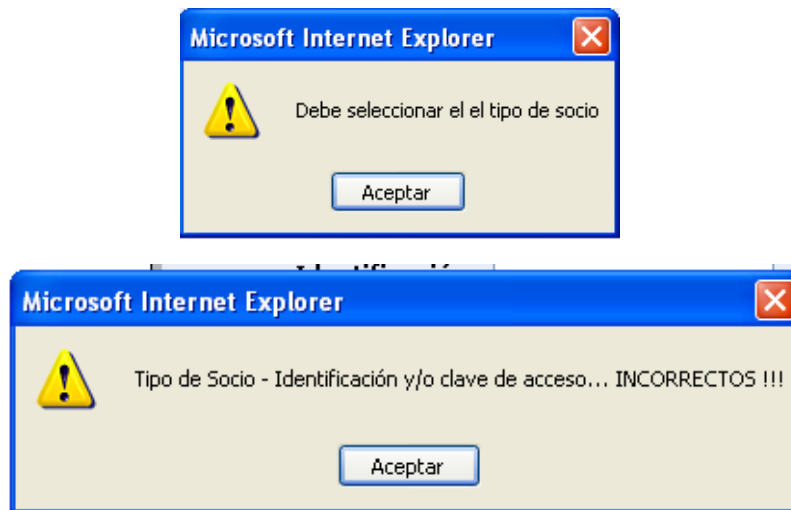 Microsoft Internet Explorer
Debe seleccionar el el tipo de socio
Aceptar
Identificación
Microsoft Internet Explorer
Tipo de Socio - Identificación y/o clave de acceso... INCORRECTOS !!!
Aceptar